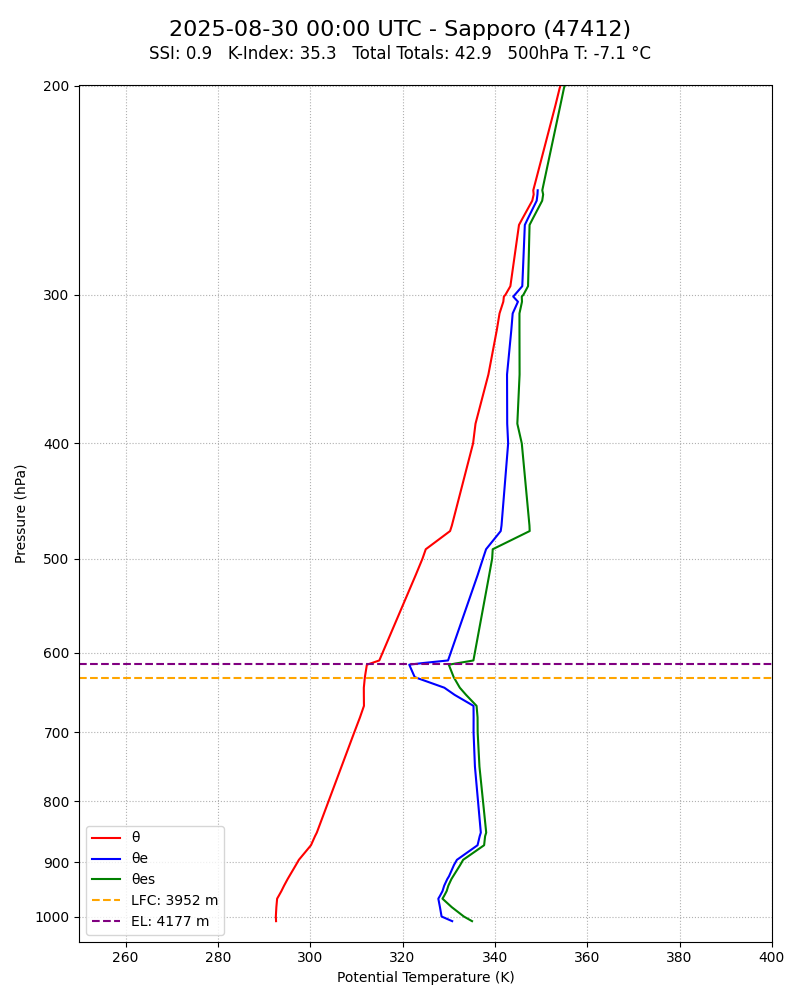 2025-08-30 00:00 UTC - Sapporo (47412)
SSI: 0.9   K-Index: 35.3   Total Totals: 42.9   500hPa T: -7.1 °C
200
300
400
500
600
700
800
900
1000
Pressure (hPa)
θ
θe
θes
LFC: 3952 m
EL: 4177 m
260 280 300 320 340 360 380 400
Potential Temperature (K)